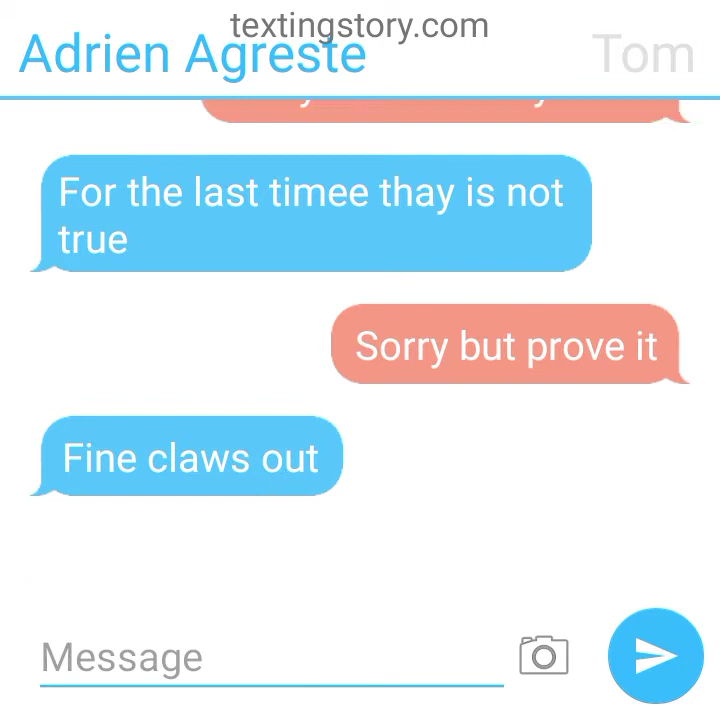 textingstory.com
Adrien Agreste
Tom
For the last timee thay is not
true
Sorry but prove it
Fine claws out
Message